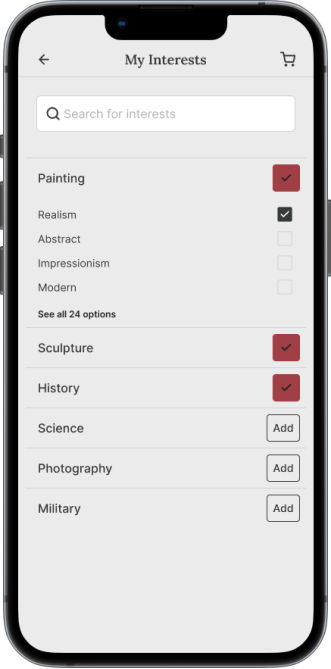 My Interests
Search for interests
Painting
Realism
Abstract
Impressionism
Modern
See all 24 options
Sculpture
History
Science Add
Photography Add
Military Add